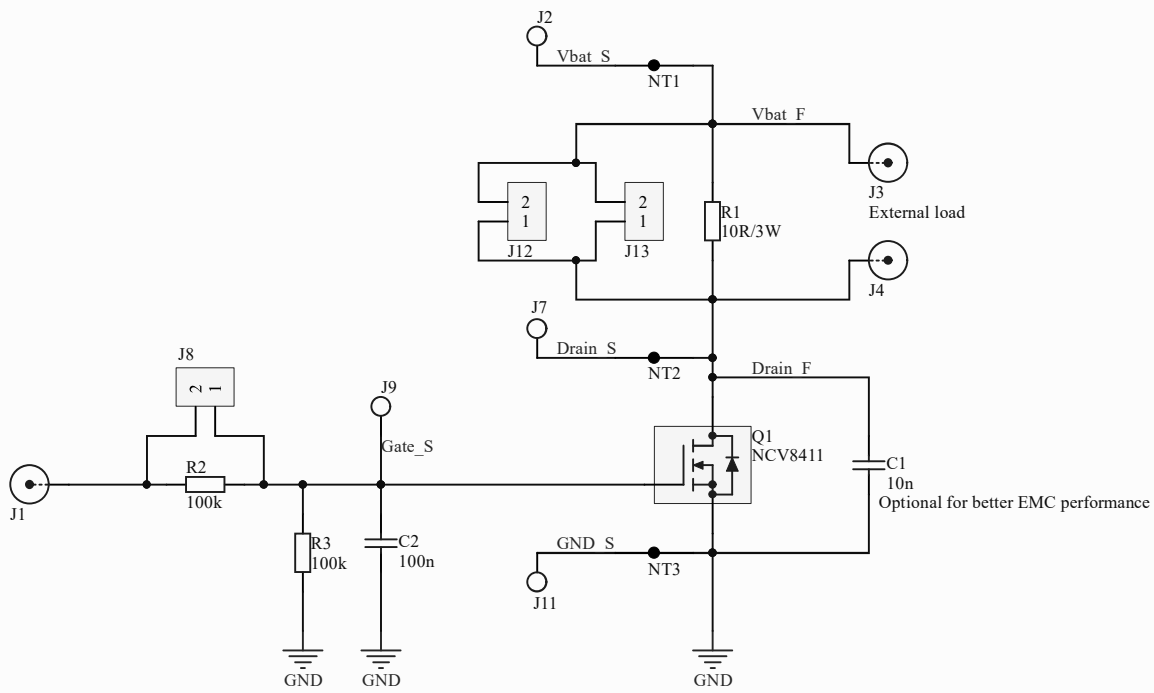 J2
Vbat_S
NT1
Vbat_F
J3
External load
2
1
J12
2
1
J13
R1
10R/3W
J4
J7
Drain_S
NT2
Drain_F
J8
2 1
J9
Gate_S
Q1
NCV8411
C1
10n
Optional for better EMC performance
R2
100k
J1
R3
100k
C2
100n
GND_S
NT3
J11
GND
GND
GND